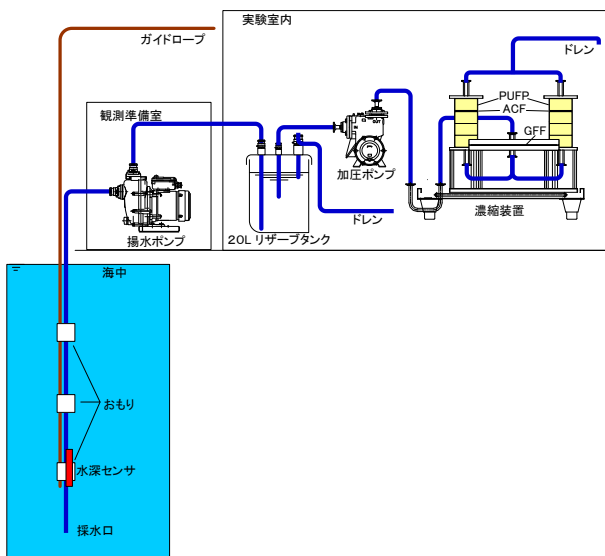 実験室内
ガイドロープ
ドレン
PUFP
ACF
GFF
観測準備室
加圧ポンプ
濃縮装置
揚水ポンプ
20L リザーブタンク
ドレン
海中
おもり
水深センサ
採水口